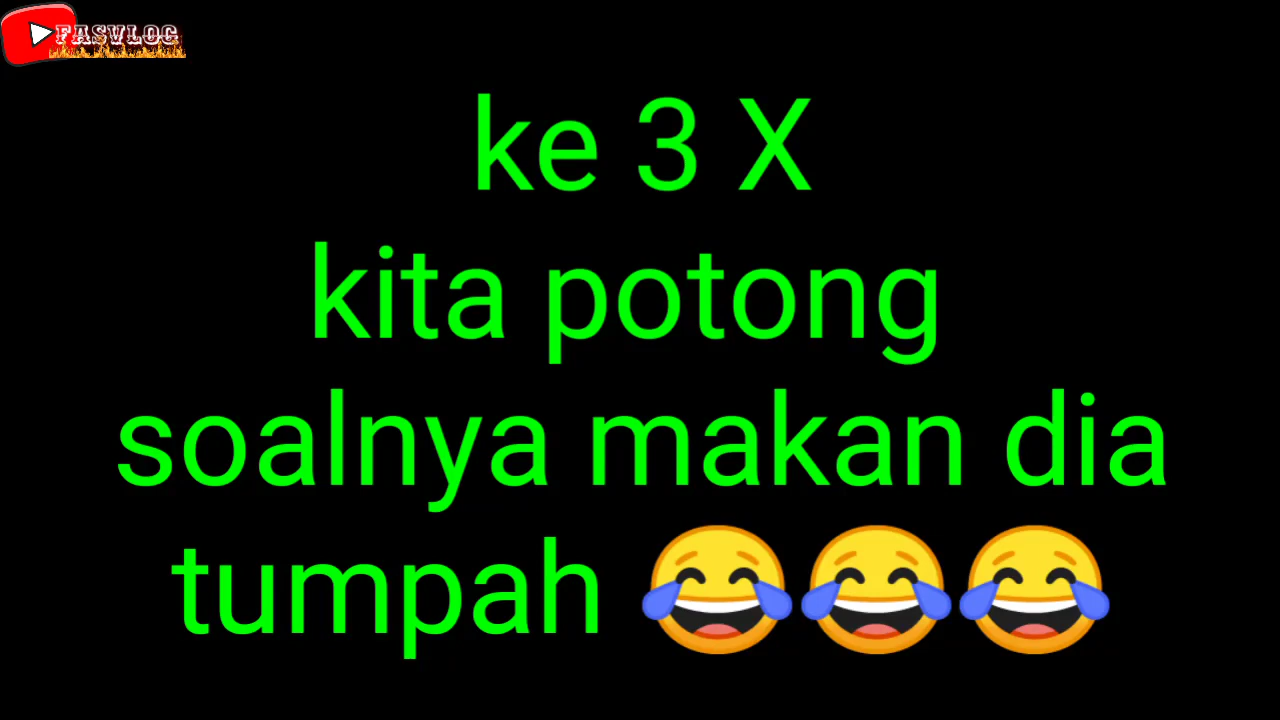 FASVLOG
ke 3 X
kita potong
soalnya makan dia
tumpah 😂😂😂